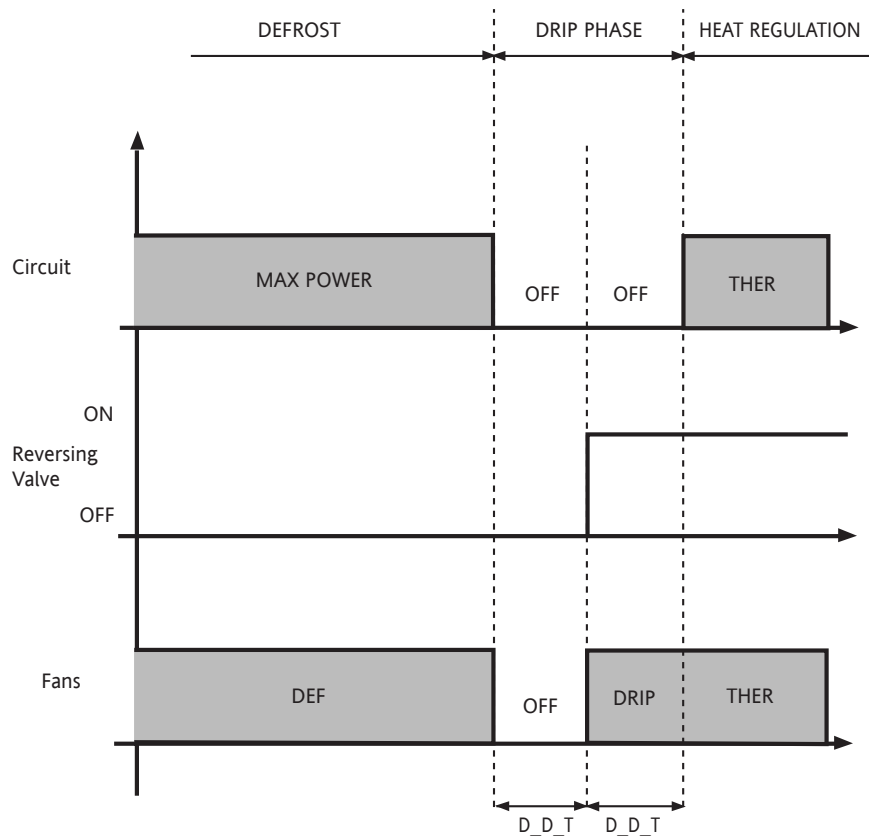 DEFROST DRIP PHASE HEAT REGULATION
Circuit
MAX POWER
OFF
OFF
THER
ON
Reversing
Valve
OFF
Fans
DEF
OFF
DRIP
THER
D_D_T
D_D_T